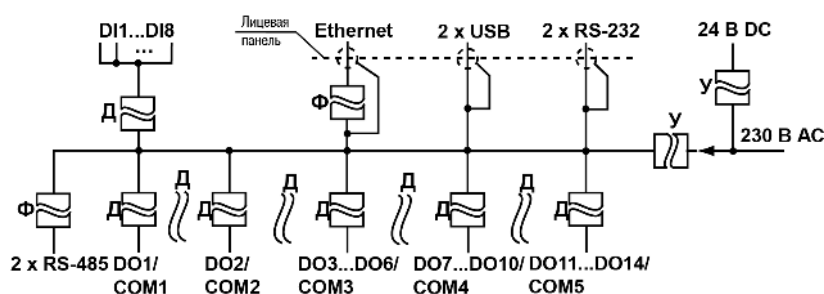 DI1...DI8
Лицевая
панель
Ethernet
2 x USB
2 x RS-232
24 В DC
...
Д
Ф
У
У
230 В AC
Ф
Д
Д
Д
Д
Д
Д
Д
Д
Д
2 x RS-485
DO1/
COM1
DO2/
COM2
DO3...DO6/
COM3
DO7...DO10/
COM4
DO11...DO14/
COM5